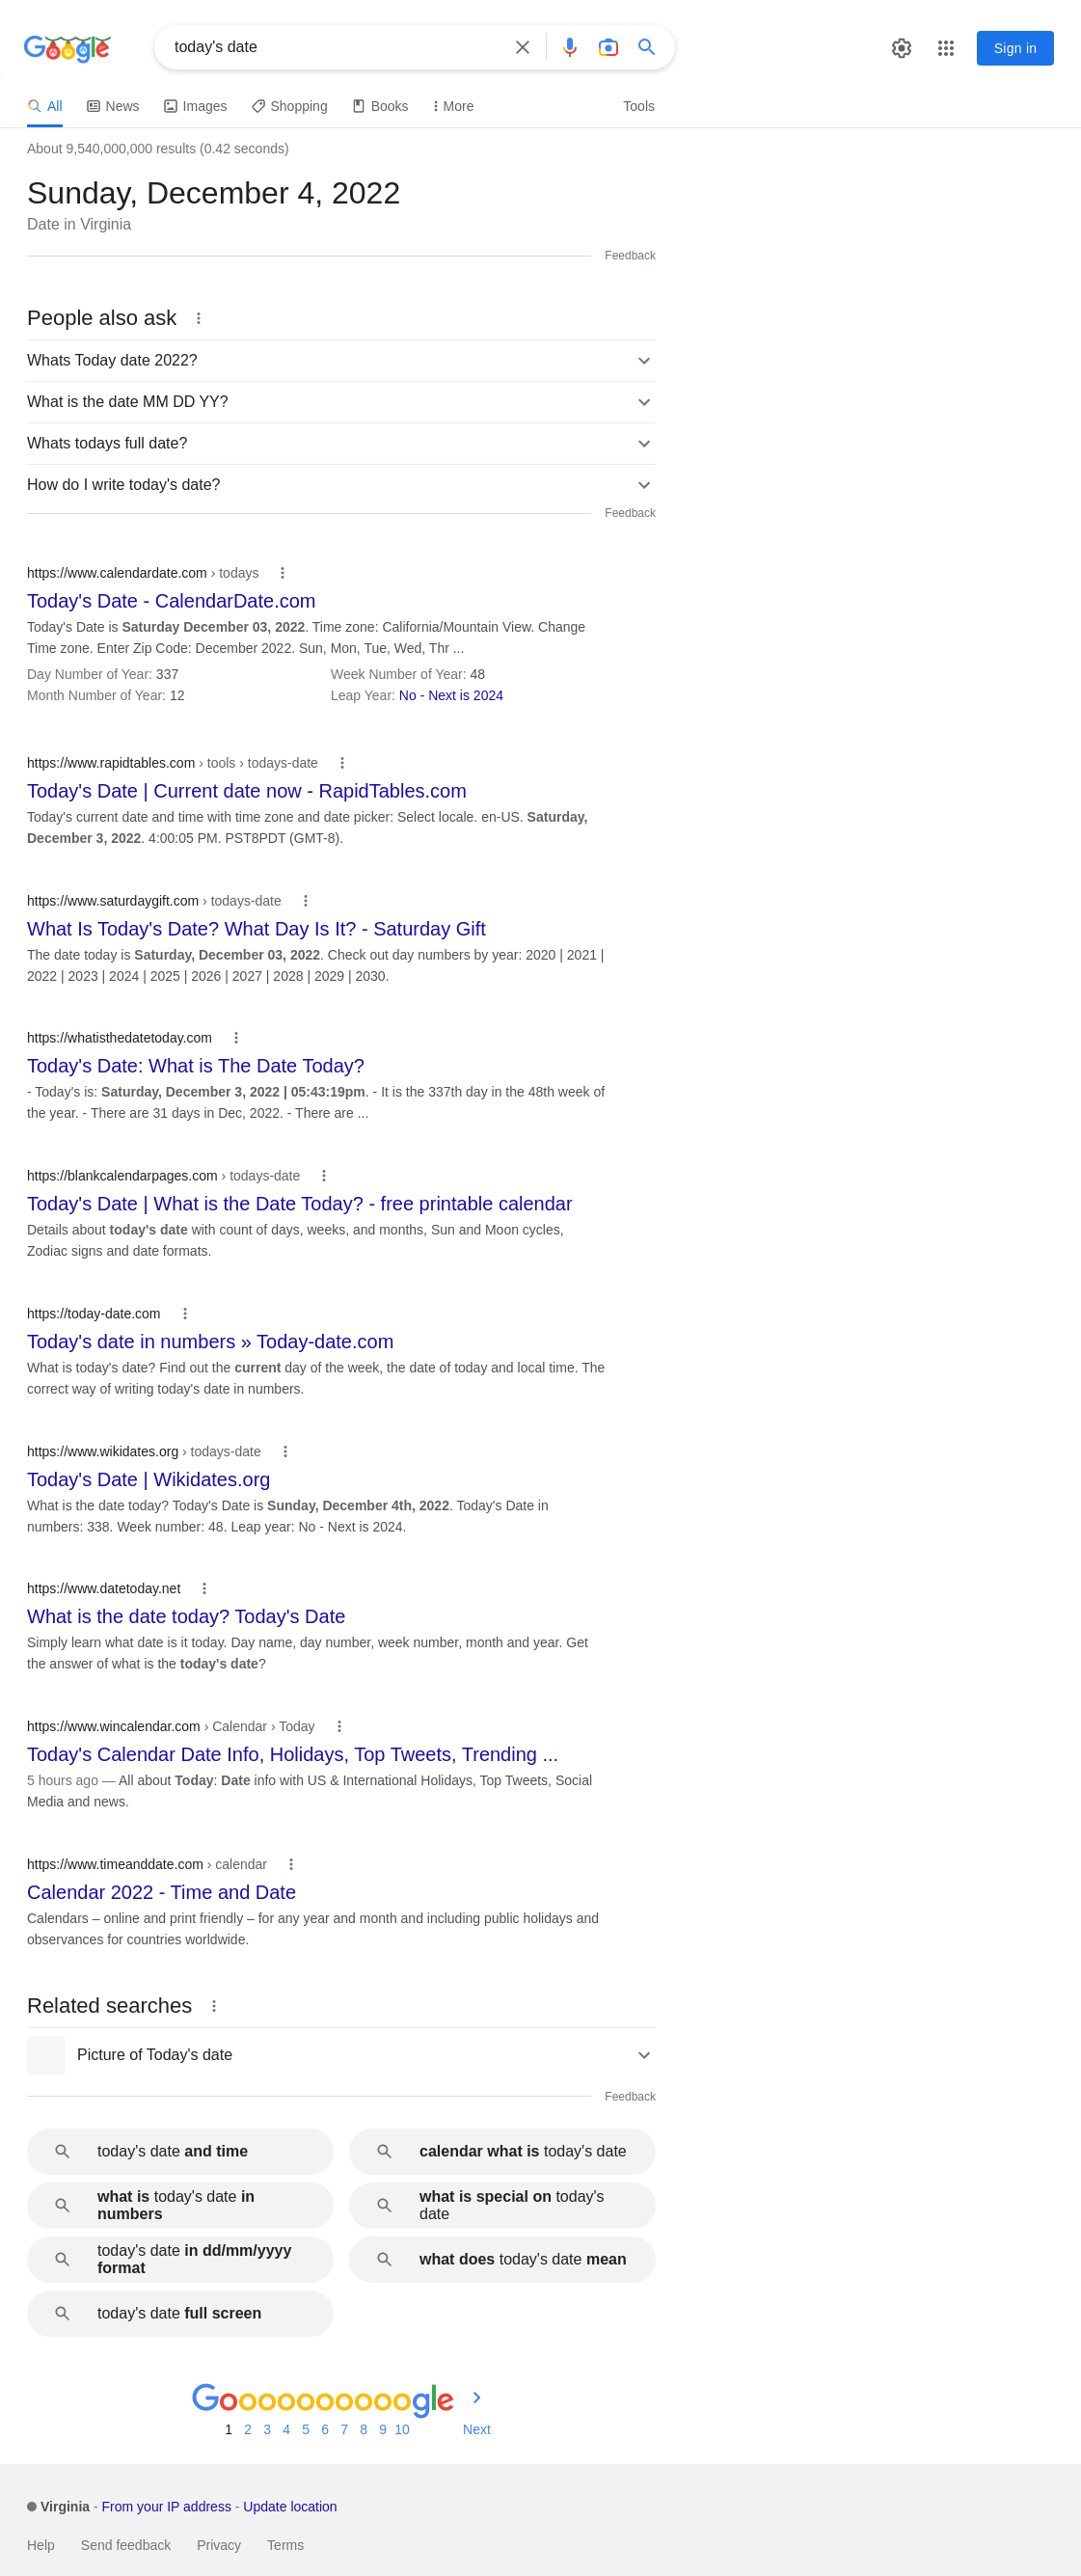 Google
today's date
Sign in
All
News
Images
Shopping
Books
More
Tools
About 9,540,000,000 results (0.42 seconds)
Sunday, December 4, 2022
Date in Virginia
Feedback
People also ask
Whats Today date 2022?
What is the date MM DD YY?
Whats todays full date?
How do I write today's date?
Feedback
https://www.calendardate.com › todays
Today's Date - CalendarDate.com
Today's Date is Saturday December 03, 2022. Time zone: California/Mountain View. Change
Time zone. Enter Zip Code: December 2022. Sun, Mon, Tue, Wed, Thr ...
Day Number of Year: 337
Week Number of Year: 48
Month Number of Year: 12
Leap Year: No - Next is 2024
https://www.rapidtables.com › tools › todays-date
Today's Date | Current date now - RapidTables.com
Today's current date and time with time zone and date picker: Select locale. en-US. Saturday,
December 3, 2022. 4:00:05 PM. PST8PDT (GMT-8).
https://www.saturdaygift.com › todays-date
What Is Today's Date? What Day Is It? - Saturday Gift
The date today is Saturday, December 03, 2022. Check out day numbers by year: 2020 | 2021 |
2022 | 2023 | 2024 | 2025 | 2026 | 2027 | 2028 | 2029 | 2030.
https://whatisthedatetoday.com
Today's Date: What is The Date Today?
- Today's is: Saturday, December 3, 2022 | 05:43:19pm. - It is the 337th day in the 48th week of
the year. - There are 31 days in Dec, 2022. - There are ...
https://blankcalendarpages.com › todays-date
Today's Date | What is the Date Today? - free printable calendar
Details about today's date with count of days, weeks, and months, Sun and Moon cycles,
Zodiac signs and date formats.
https://today-date.com
Today's date in numbers » Today-date.com
What is today's date? Find out the current day of the week, the date of today and local time. The
correct way of writing today's date in numbers.
https://www.wikidates.org › todays-date
Today's Date | Wikidates.org
What is the date today? Today's Date is Sunday, December 4th, 2022. Today's Date in
numbers: 338. Week number: 48. Leap year: No - Next is 2024.
https://www.datetoday.net
What is the date today? Today's Date
Simply learn what date is it today. Day name, day number, week number, month and year. Get
the answer of what is the today's date?
https://www.wincalendar.com › Calendar › Today
Today's Calendar Date Info, Holidays, Top Tweets, Trending ...
5 hours ago — All about Today: Date info with US & International Holidays, Top Tweets, Social
Media and news.
https://www.timeanddate.com › calendar
Calendar 2022 - Time and Date
Calendars – online and print friendly – for any year and month and including public holidays and
observances for countries worldwide.
Related searches
Picture of Today's date
Feedback
today's date and time
calendar what is today's date
what is today's date in
numbers
what is special on today's
date
today's date in dd/mm/yyyy
format
what does today's date mean
today's date full screen
Goooooooooogle
1 2 3 4 5 6 7 8 9 10 Next
Virginia - From your IP address - Update location
Help Send feedback Privacy Terms